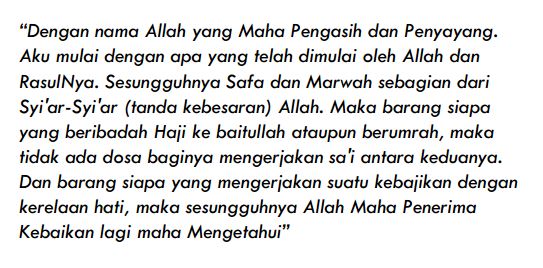 “Dengan nama Allah yang Maha Pengasih dan Penyayang.
Aku mulai dengan apa yang telah dimulai oleh Allah dan
RasulNya. Sesungguhnya Safa dan Marwah sebagian dari
Syi'ar-Syi'ar (tanda kebesaran) Allah. Maka barang siapa
yang beribadah Haji ke baitullah ataupun berumrah, maka
tidak ada dosa baginya mengerjakan sa'i antara keduanya.
Dan barang siapa yang mengerjakan suatu kebajikan dengan
kerelaan hati, maka sesungguhnya Allah Maha Penerima
Kebaikan lagi maha Mengetahui”